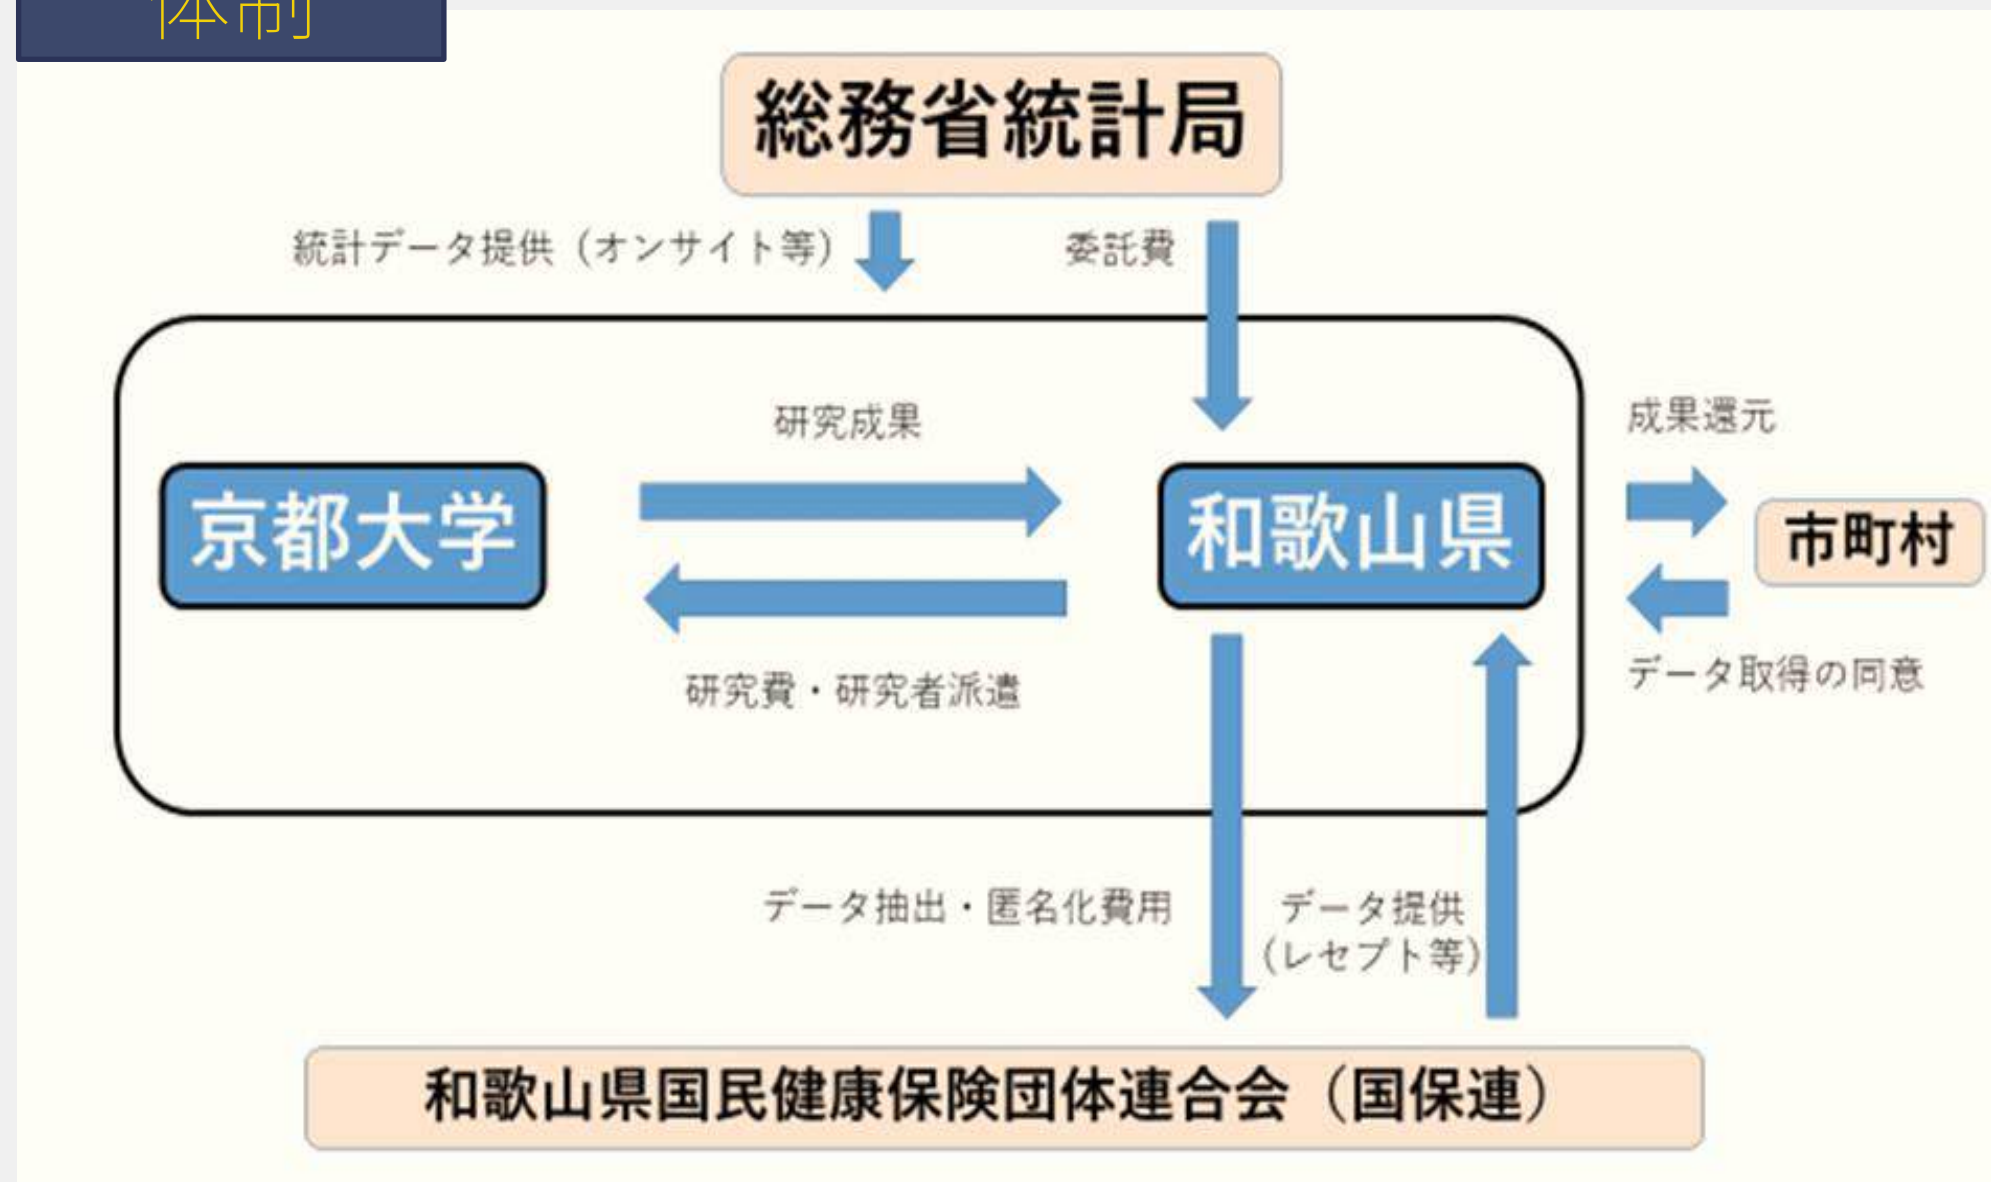 体制
総務省統計局
統計データ提供（オンサイト等）
委託費
研究成果
成果還元
京都大学
和歌山県
市町村
研究費・研究者派遣
データ取得の同意
データ抽出・匿名化費用
データ提供
（レセプト等）
和歌山県国民健康保険団体連合会（国保連）